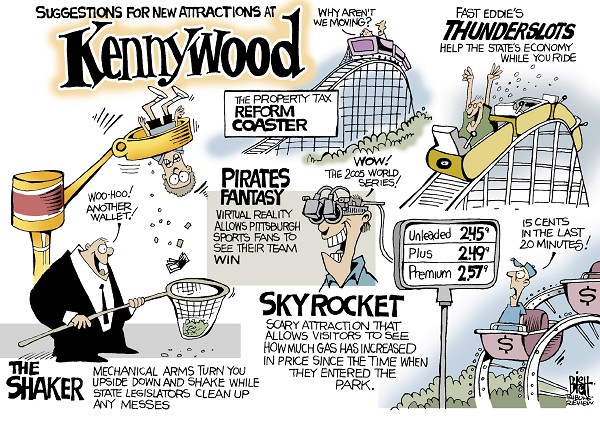 SUGGESTIONS FOR NEW ATTRACTIONS AT
KennyWOOD
WHY AREN'T
WE MOVING?
THE PROPERTY TAX
REFORM
COASTER
FAST EDDIE'S
THUNDERSLOTS
HELP THE STATE'S ECONOMY
WHILE YOU RIDE
WOO-HOO!
ANOTHER
WALLET!
PIRATES
FANTASY
VIRTUAL REALITY
ALLOWS PITTSBURGH
SPORTS FANS TO
SEE THEIR TEAM
WIN
WOW!
THE 2005 WORLD
SERIES!
Unleaded 2.45⁹
Plus 2.49⁹
Premium 2.57⁹
15 CENTS
IN THE LAST
20 MINUTES!
$
$
SKYROCKET
SCARY ATTRACTION THAT
ALLOWS VISITORS TO SEE
HOW MUCH GAS HAS INCREASED
IN PRICE SINCE THE TIME WHEN
THEY ENTERED THE
PARK.
THE
SHAKER
MECHANICAL ARMS TURN YOU
UPSIDE DOWN AND SHAKE WHILE
STATE LEGISLATORS CLEAN UP
ANY MESSES
TRIBUNE-
REVIEW